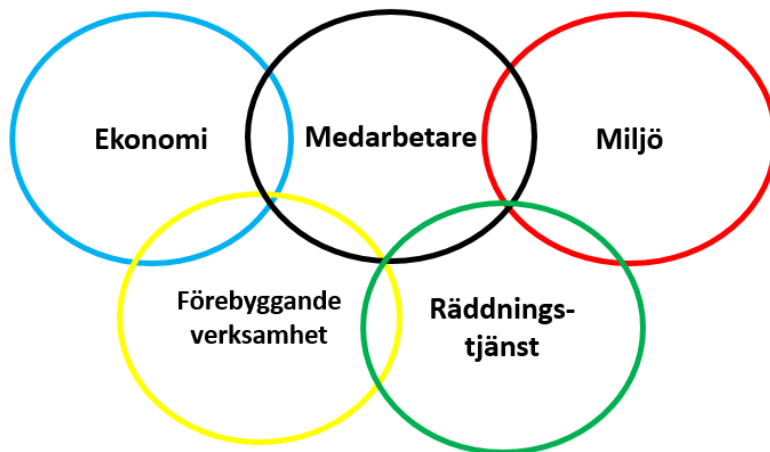 Ekonomi
Medarbetare
Miljö
Förebyggande
verksamhet
Räddnings-
tjänst